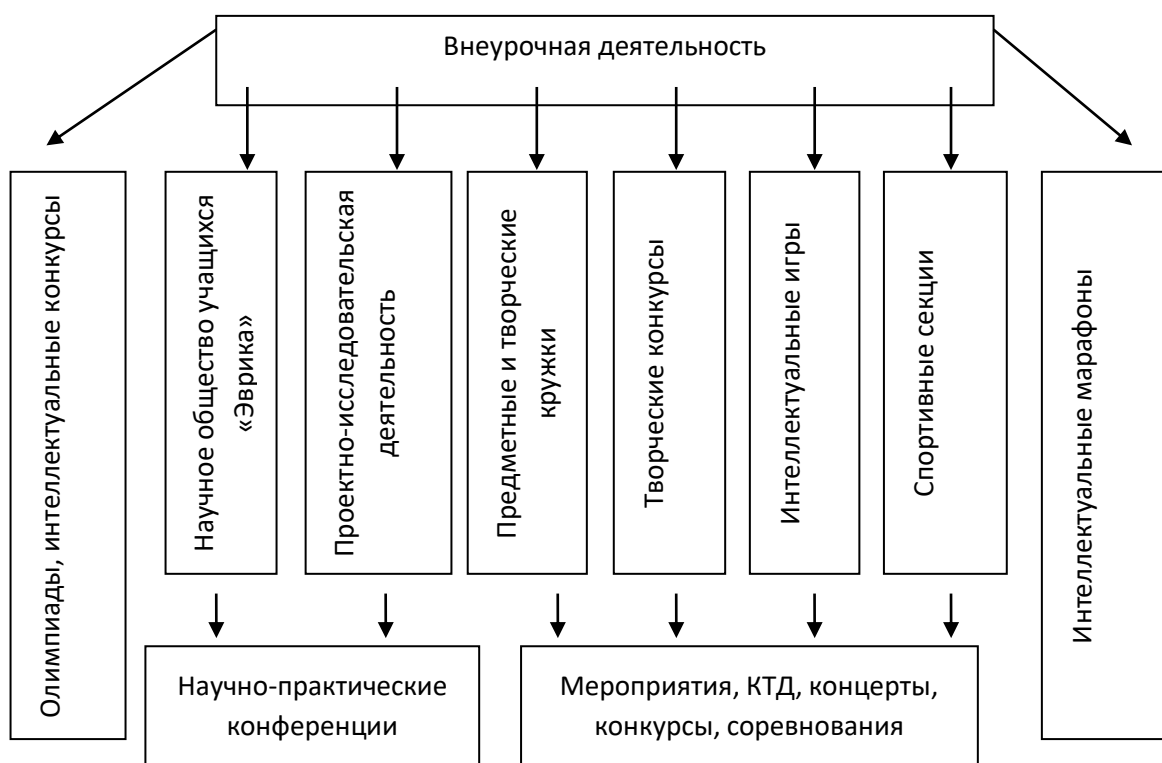 Внеурочная деятельность
Олимпиады, интеллектуальные конкурсы
Научное общество учащихся
«Эврика»
Проектно-исследовательская
деятельность
Предметные и творческие
кружки
Творческие конкурсы
Интеллектуальные игры
Спортивные секции
Интеллектуальные марафоны
Научно-практические
конференции
Мероприятия, КТД, концерты,
конкурсы, соревнования